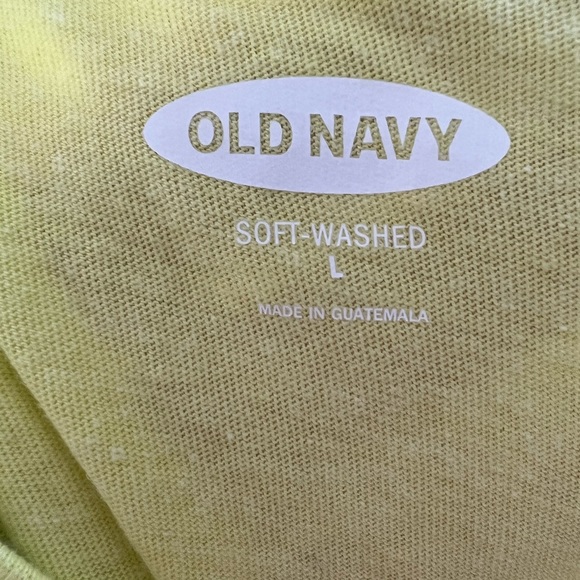 OLD NAVY
SOFT-WASHED
L
MADE IN GUATEMALA